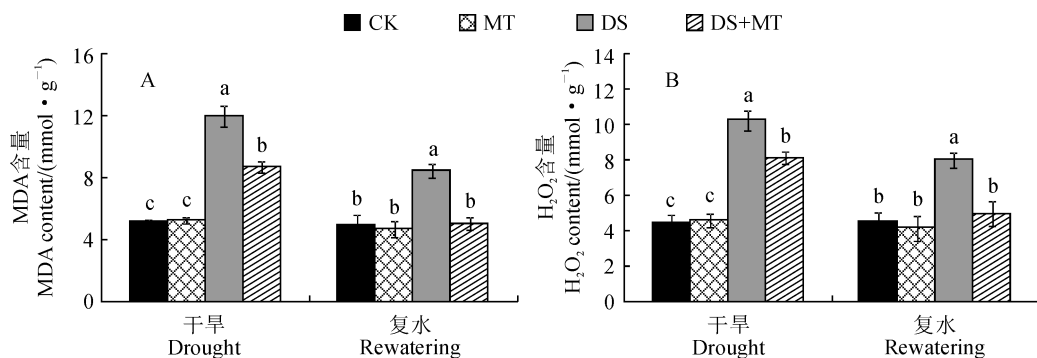 CK MT DS DS+MT
A
MDA含量
MDA content/(mmol·g⁻¹)
16
12
8
4
0
c c a b
b b a b
干旱 复水
Drought Rewatering
B
H₂O₂含量
H₂O₂ content/(mmol·g⁻¹)
14
12
10
8
6
4
2
0
c c a b
b b a b
干旱 复水
Drought Rewatering